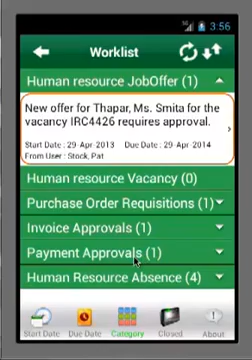 3:56
Worklist
Human resource JobOffer (1)
New offer for Thapar, Ms. Smita for the
vacancy IRC4426 requires approval.
Start Date : 29-Apr-2013 Due Date : 29-Apr-2014
From User : Stock, Pat
Human resource Vacancy (0)
Purchase Order Requisitions (1)
Invoice Approvals (1)
Payment Approvals (1)
Human Resource Absence (4)
Start Date Due Date Category Closed About